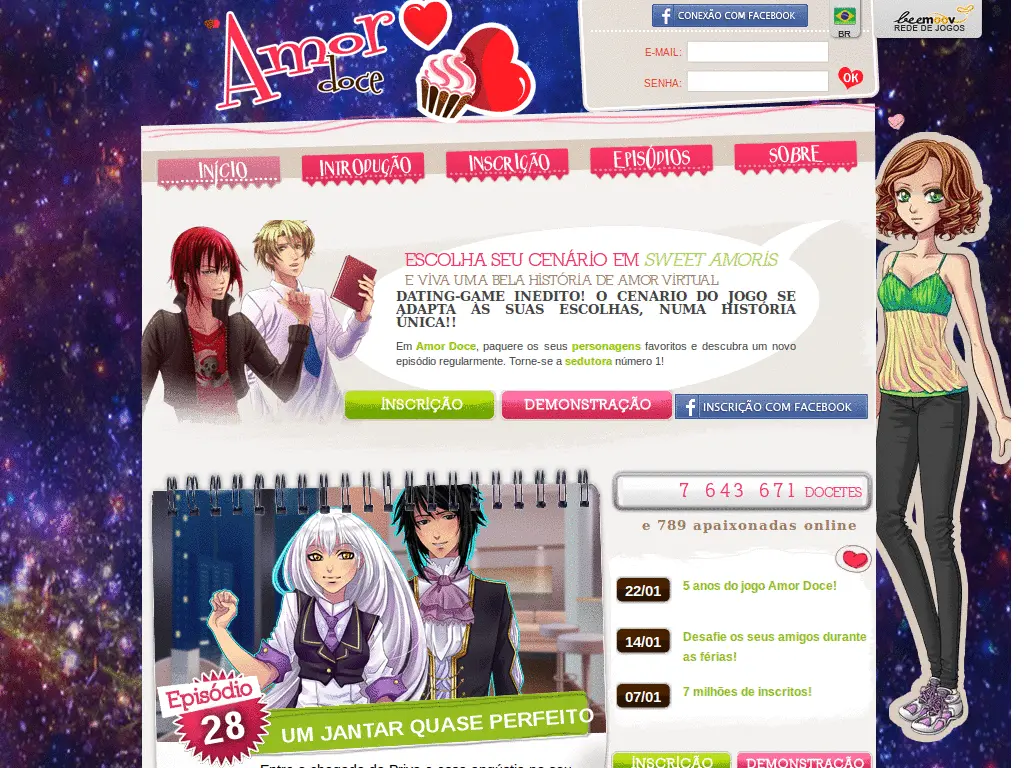 Amor doce
CONEXÃO COM FACEBOOK
BR
beemoov
REDE DE JOGOS
E-MAIL:
SENHA:
OK
INÍCIO
INTRODUÇÃO
INSCRIÇÃO
EPISÓDIOS
SOBRE
ESCOLHA SEU CENÁRIO EM SWEET AMORIS
E VIVA UMA BELA HISTÓRIA DE AMOR VIRTUAL
DATING-GAME INEDITO! O CENARIO DO JOGO SE
ADAPTA ÀS SUAS ESCOLHAS, NUMA HISTÓRIA
ÚNICA!!
Em Amor Doce, paquere os seus personagens favoritos e descubra um novo
episódio regularmente. Torne-se a sedutora número 1!
INSCRIÇÃO
DEMONSTRAÇÃO
INSCRIÇÃO COM FACEBOOK
7 643 671 DOCETES
e 789 apaixonadas online
22/01
5 anos do jogo Amor Doce!
14/01
Desafie os seus amigos durante
as férias!
07/01
7 milhões de inscritos!
Episódio
28
UM JANTAR QUASE PERFEITO
INSCRIÇÃO
DEMONSTRAÇÃO